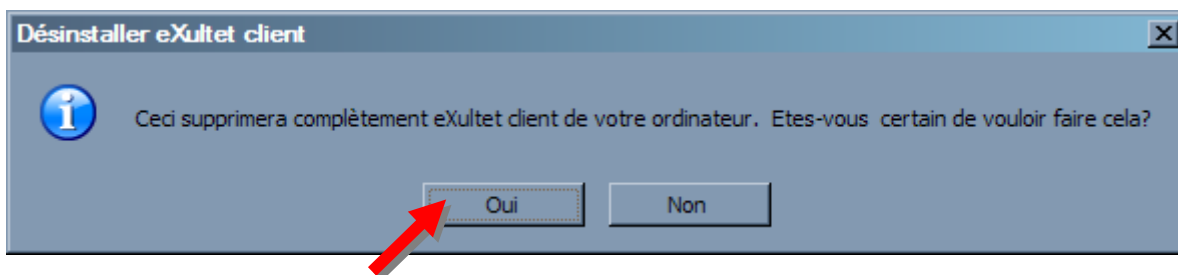 Désinstaller eXultet client
Ceci supprimera complètement eXultet client de votre ordinateur.  Etes-vous  certain de vouloir faire cela?
Oui
Non